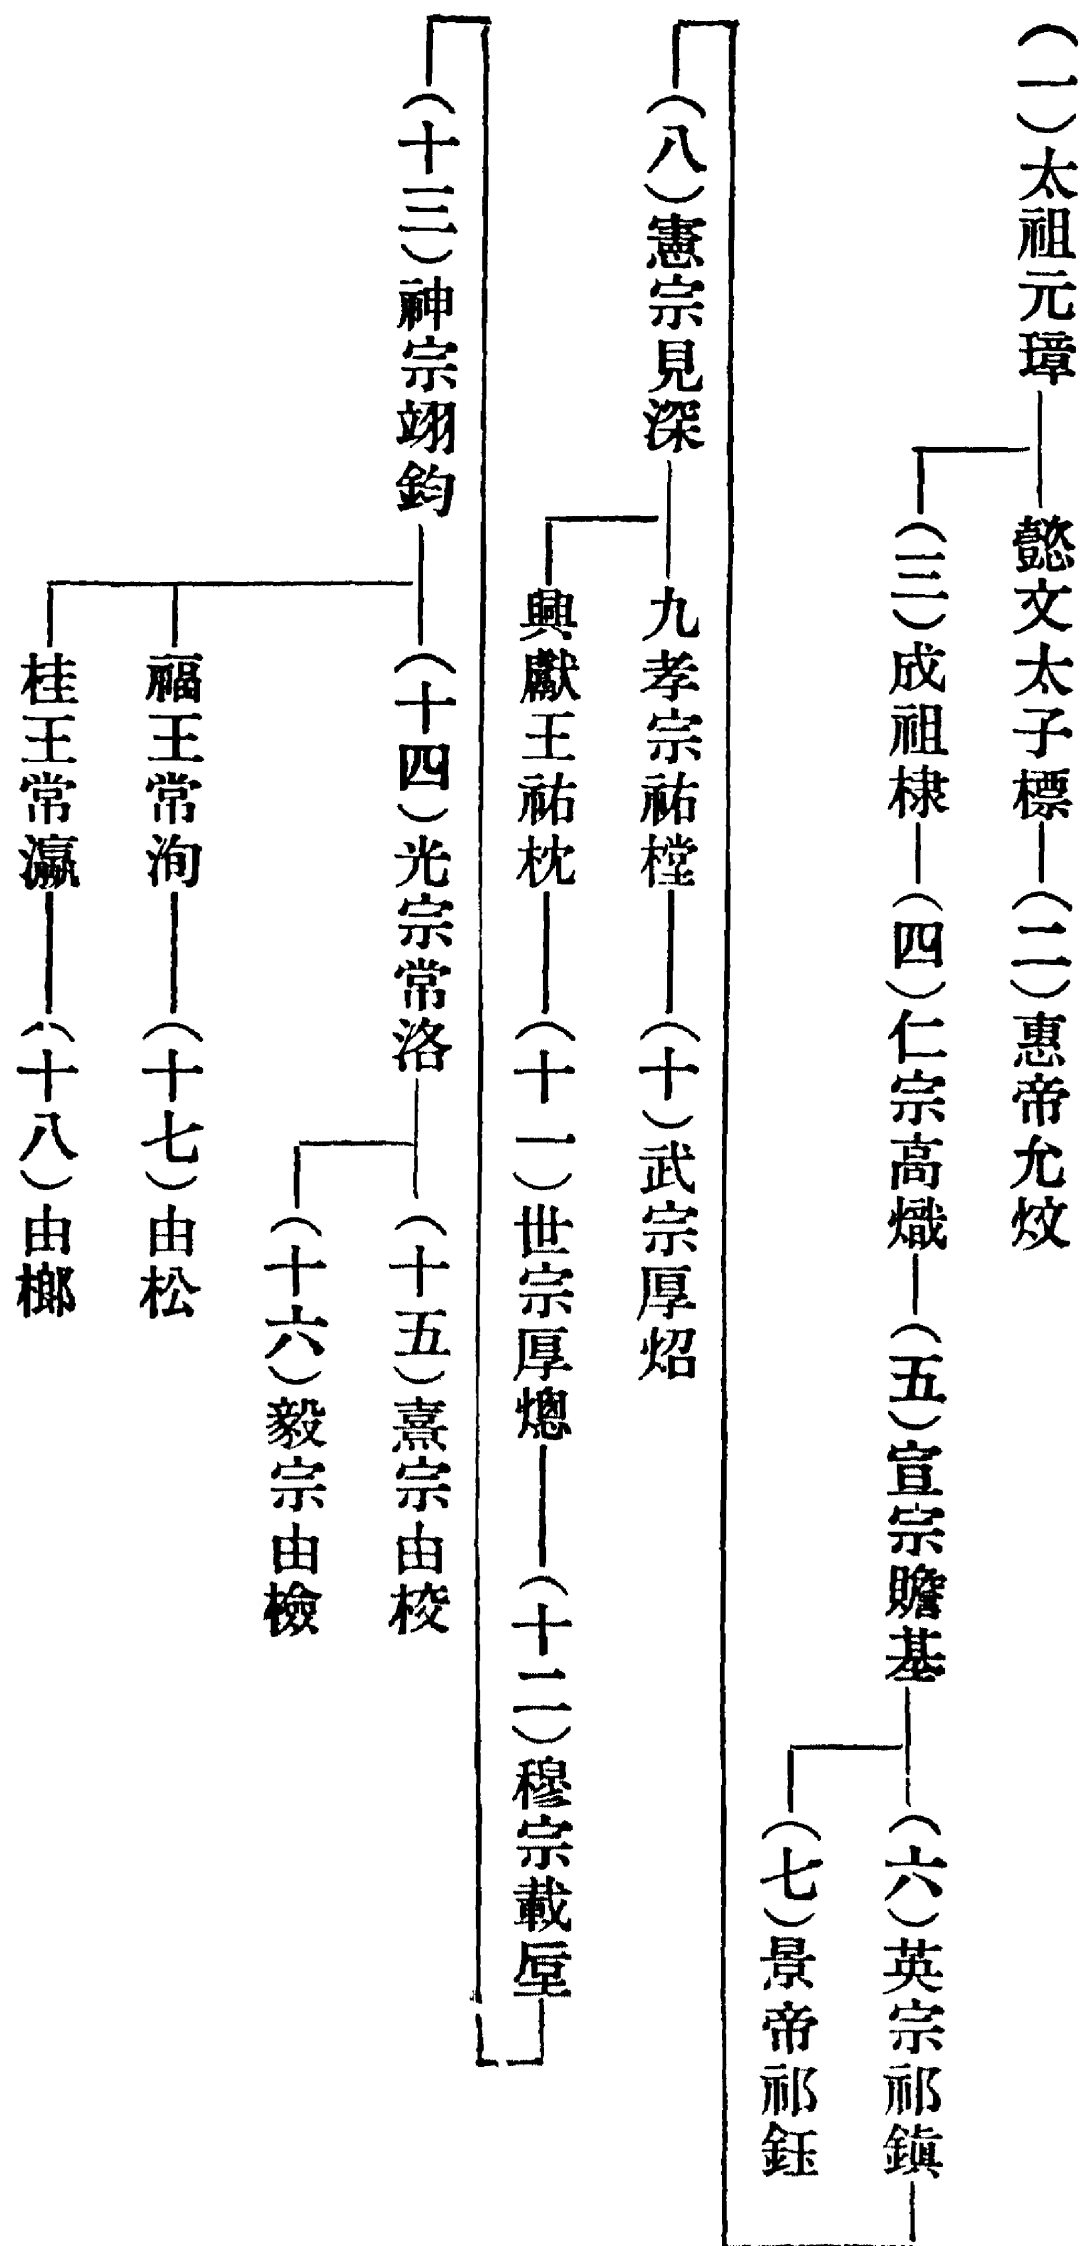 （一）太祖元璋
懿文太子標
（二）惠帝允炆
（三）成祖棣
（四）仁宗高熾
（五）宣宗贍基
（六）英宗祁鎮
（七）景帝祁鈺
（八）憲宗見深
九孝宗祐樘
（十）武宗厚炤
興獻王祐杬
（十一）世宗厚熜
（十二）穆宗載垕
（十三）神宗翊鈞
（十四）光宗常洛
（十五）熹宗由校
（十六）毅宗由檢
福王常洵
（十七）由松
桂王常瀛
（十八）由榔